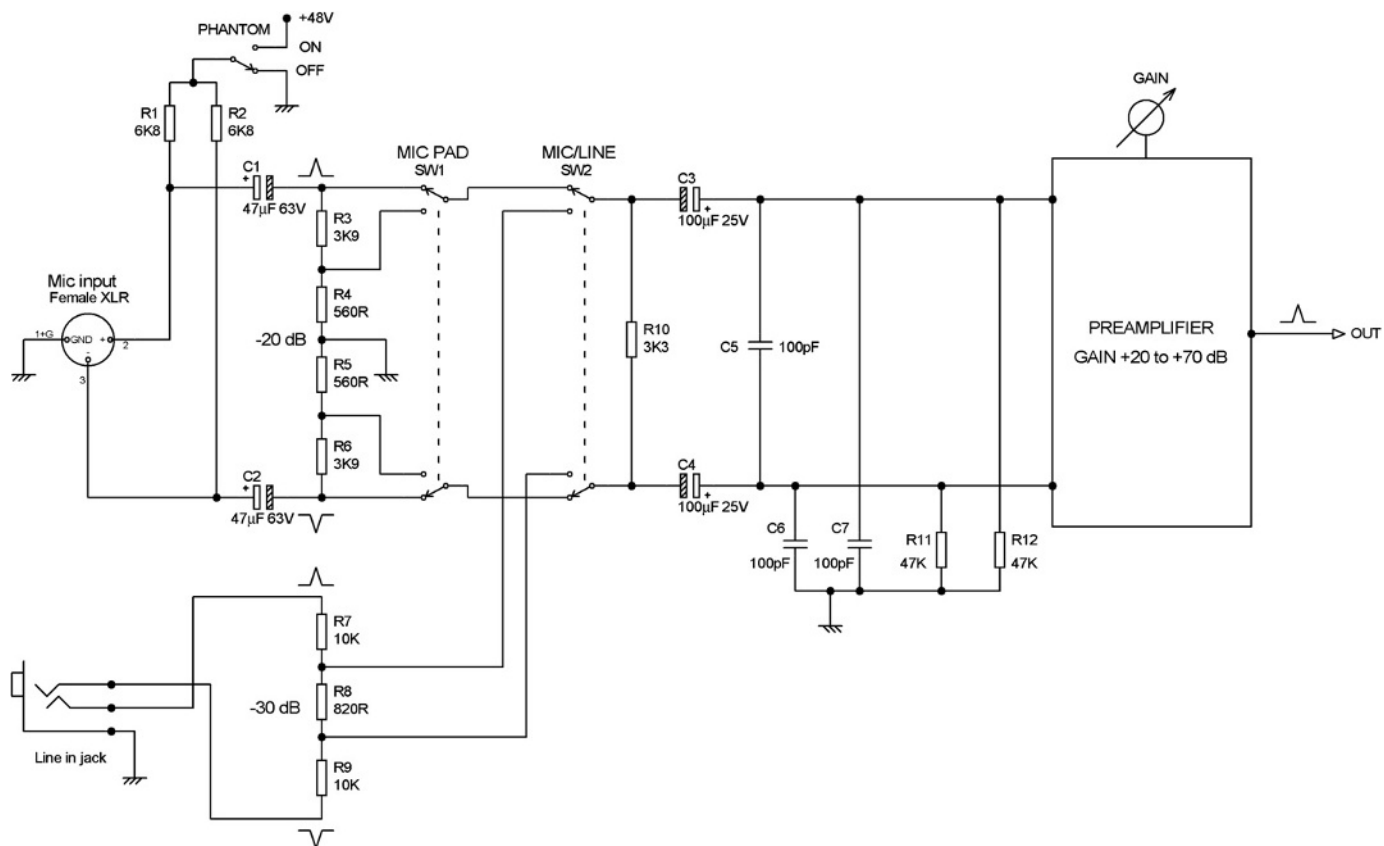 +48V
PHANTOM
ON
OFF
R1
6K8
R2
6K8
C1
+
47µF 63V
MIC PAD
SW1
MIC/LINE
SW2
C3
+
100µF 25V
GAIN
R3
3K9
Mic input
Female XLR
1+G
GND
+
2
-
3
R4
560R
-20 dB
R5
560R
R6
3K9
R10
3K3
C5
100pF
PREAMPLIFIER
GAIN +20 to +70 dB
OUT
C2
+
47µF 63V
C4
+
100µF 25V
C6
100pF
C7
100pF
R11
47K
R12
47K
R7
10K
R8
820R
-30 dB
R9
10K
Line in jack